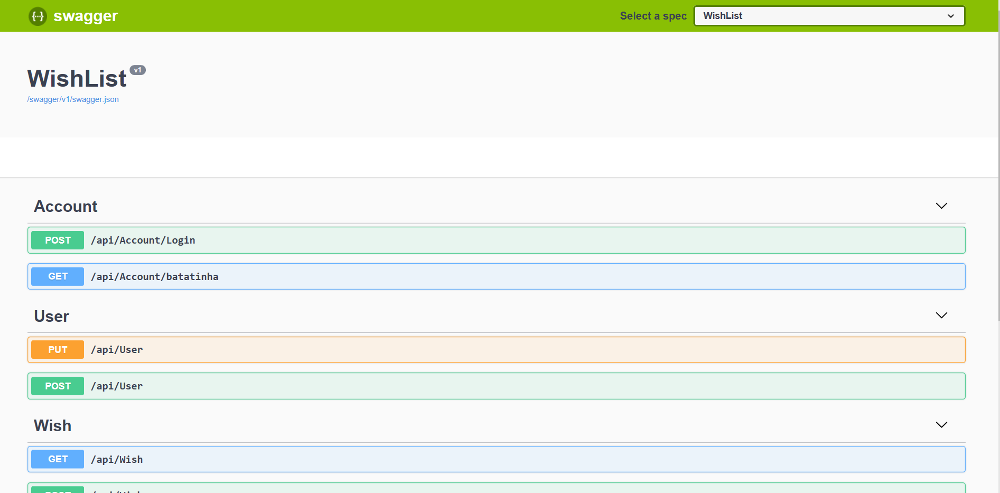 swagger
Select a spec
WishList
WishList v1
/swagger/v1/swagger.json
Account
POST /api/Account/Login
GET /api/Account/batatinha
User
PUT /api/User
POST /api/User
Wish
GET /api/Wish